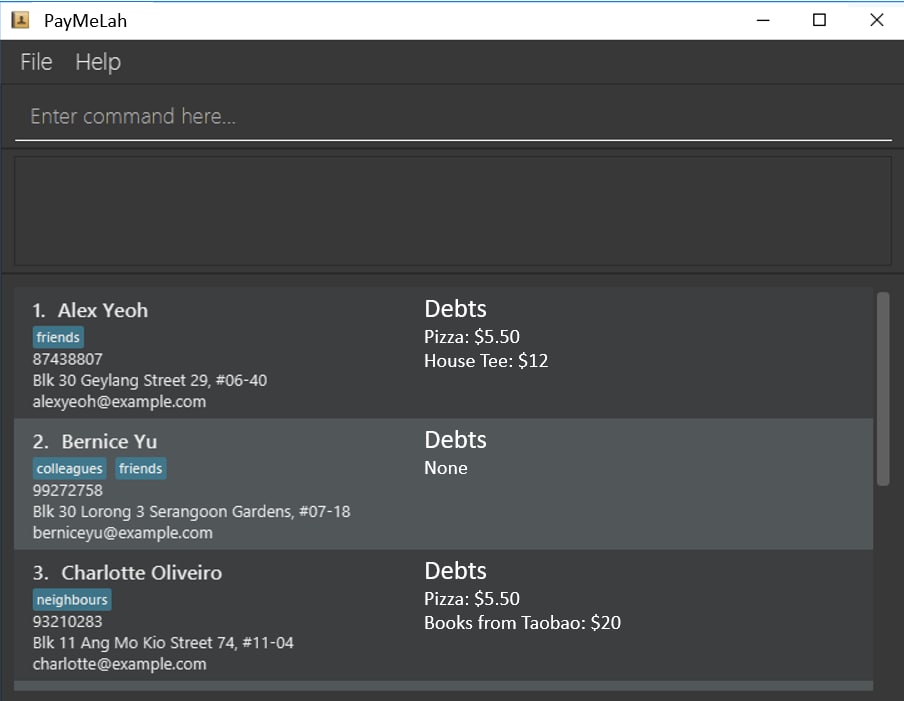 PayMeLah
File Help
Enter command here...
1. Alex Yeoh
friends
87438807
Blk 30 Geylang Street 29, #06-40
alexyeoh@example.com
Debts
Pizza: $5.50
House Tee: $12
2. Bernice Yu
colleagues friends
99272758
Blk 30 Lorong 3 Serangoon Gardens, #07-18
berniceyu@example.com
Debts
None
3. Charlotte Oliveiro
neighbours
93210283
Blk 11 Ang Mo Kio Street 74, #11-04
charlotte@example.com
Debts
Pizza: $5.50
Books from Taobao: $20